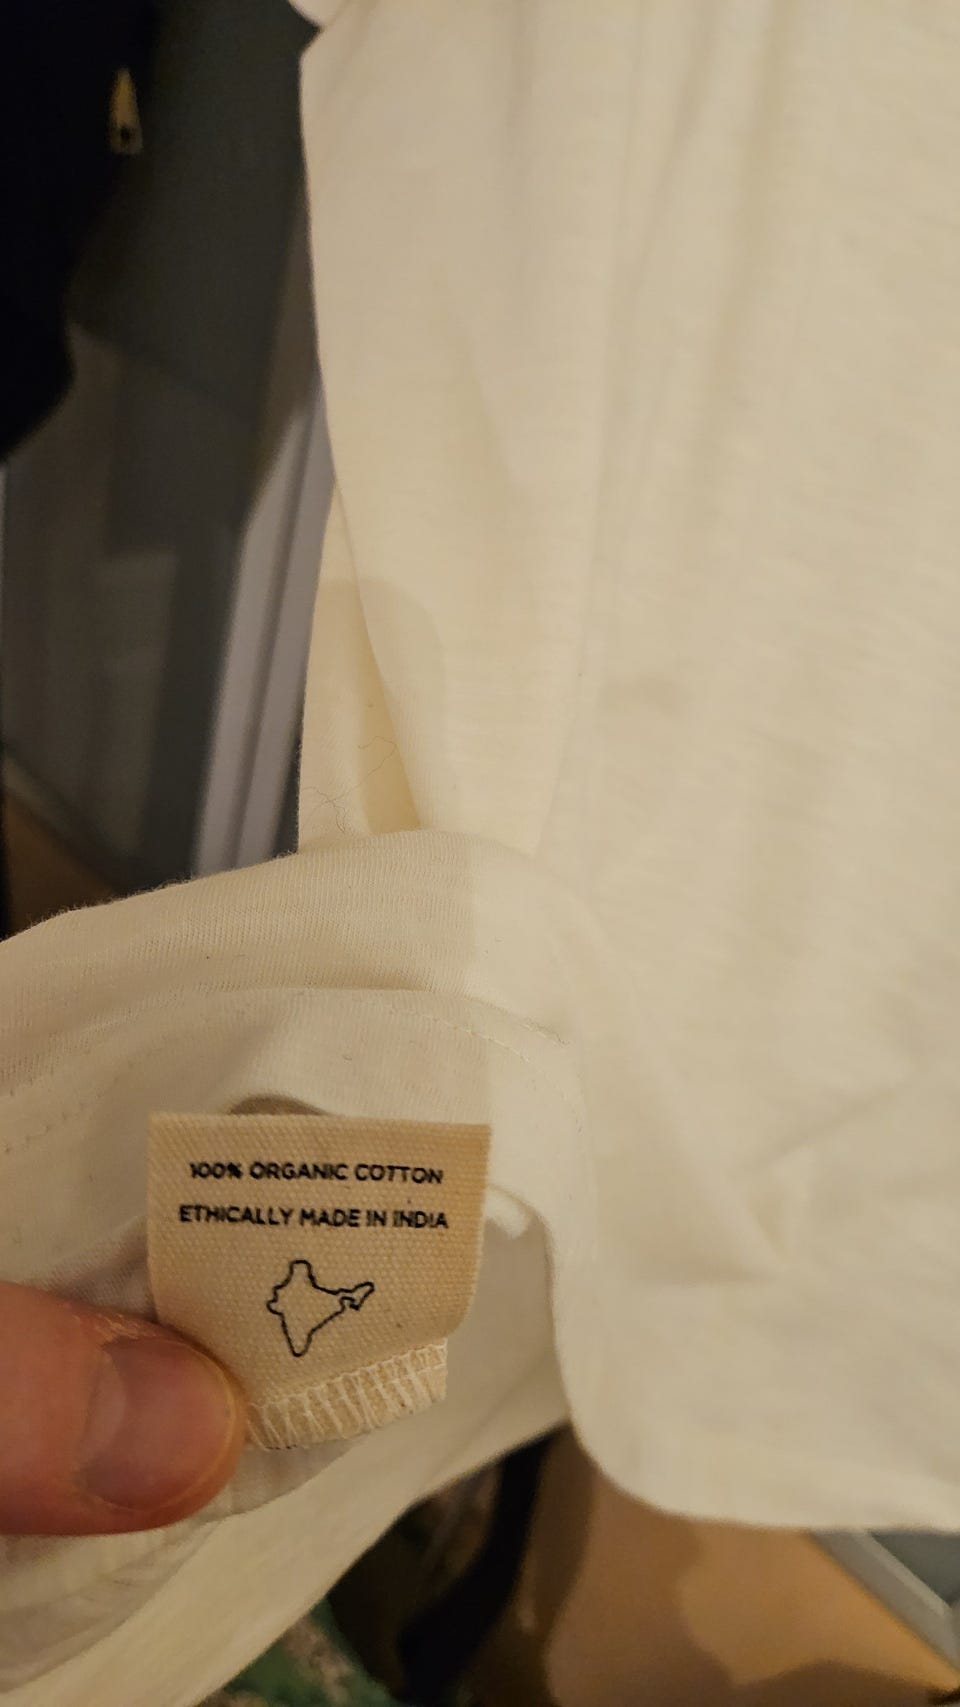 100% ORGANIC COTTON
ETHICALLY MADE IN INDIA